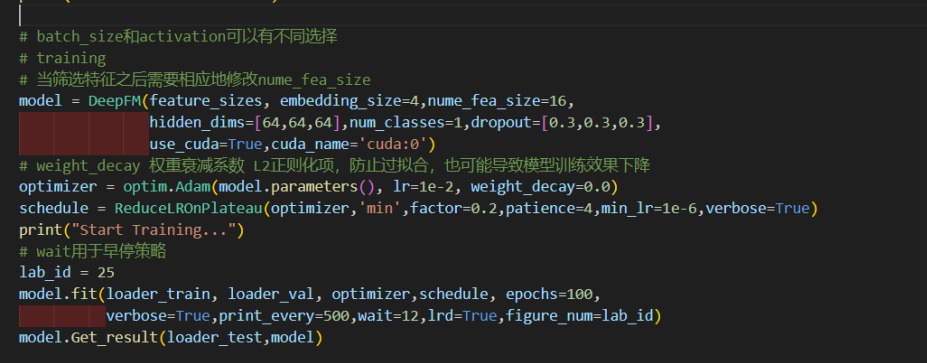 # batch_size和activation可以有不同选择
# training
# 当筛选特征之后需要相应地修改nume_fea_size
model = DeepFM(feature_sizes, embedding_size=4,nume_fea_size=16,
hidden_dims=[64,64,64],num_classes=1,dropout=[0.3,0.3,0.3],
use_cuda=True,cuda_name='cuda:0')
# weight_decay 权重衰减系数 L2正则化项，防止过拟合，也可能导致模型训练效果下降
optimizer = optim.Adam(model.parameters(), lr=1e-2, weight_decay=0.0)
schedule = ReduceLROnPlateau(optimizer,'min',factor=0.2,patience=4,min_lr=1e-6,verbose=True)
print("Start Training...")
# wait用于早停策略
lab_id = 25
model.fit(loader_train, loader_val, optimizer,schedule, epochs=100,
verbose=True,print_every=500,wait=12,lrd=True,figure_num=lab_id)
model.Get_result(loader_test,model)